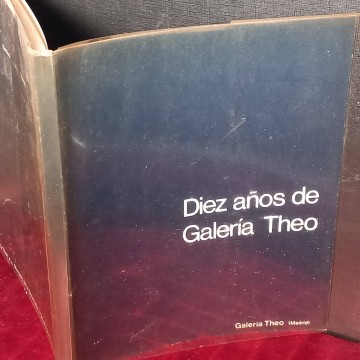 Diez años de
Galería Theo
Galería Theo (Madrid)